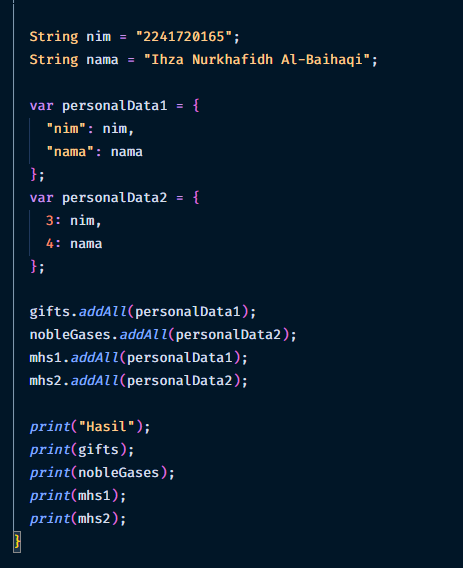 String nim = "2241720165";
String nama = "Ihza Nurkhafidh Al-Baihaqi";
var personalData1 = {
"nim": nim,
"nama": nama
};
var personalData2 = {
3: nim,
4: nama
};
gifts.addAll(personalData1);
nobleGases.addAll(personalData2);
mhs1.addAll(personalData1);
mhs2.addAll(personalData2);
print("Hasil");
print(gifts);
print(nobleGases);
print(mhs1);
print(mhs2);
}